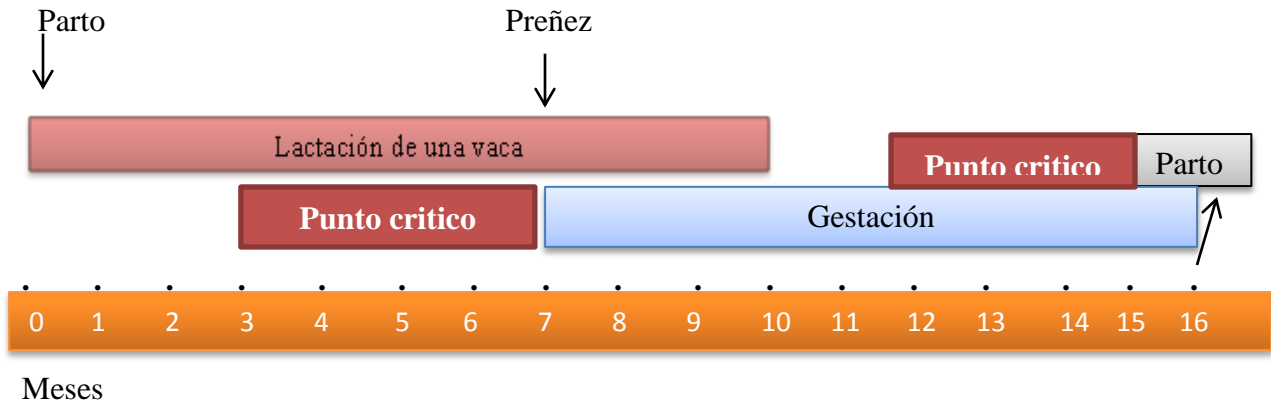 Parto Preñez
Lactación de una vaca
Punto critico Parto
Punto critico Gestación
0 1 2 3 4 5 6 7 8 9 10 11 12 13 14 15 16
Meses